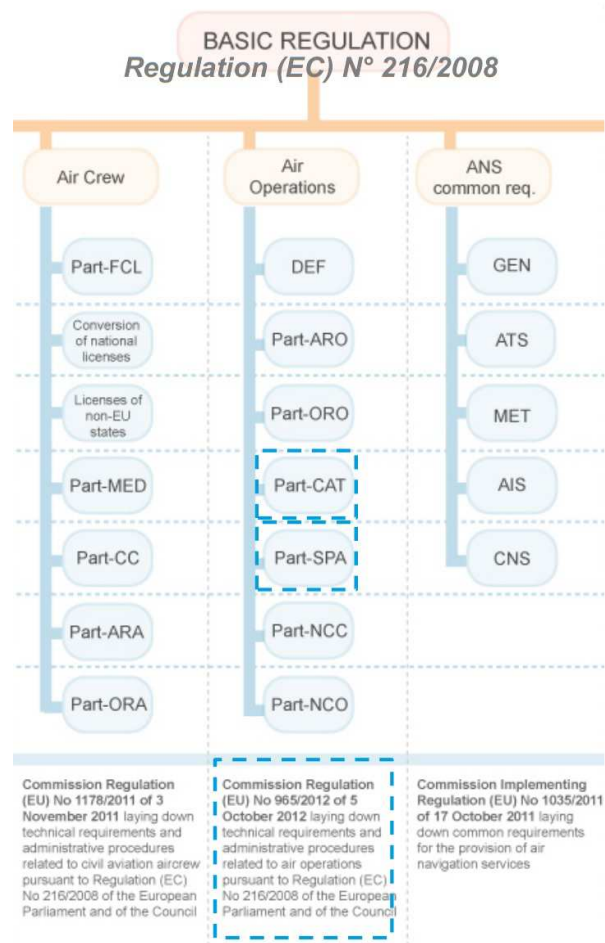 BASIC REGULATION
Regulation (EC) N° 216/2008
Air Crew
Part-FCL
Conversion
of national
licenses
Licenses of
non-EU
states
Part-MED
Part-CC
Part-ARA
Part-ORA
Commission Regulation
(EU) No 1178/2011 of 3
November 2011 laying down
technical requirements and
administrative procedures
related to civil aviation aircrew
pursuant to Regulation (EC)
No 216/2008 of the European
Parliament and of the Council
Air
Operations
DEF
Part-ARO
Part-ORO
Part-CAT
Part-SPA
Part-NCC
Part-NCO
Commission Regulation
(EU) No 965/2012 of 5
October 2012 laying down
technical requirements and
administrative procedures
related to air operations
pursuant to Regulation (EC)
No 216/2008 of the European
Parliament and of the Council
ANS
common req.
GEN
ATS
MET
AIS
CNS
Commission Implementing
Regulation (EU) No 1035/2011
of 17 October 2011 laying
down common requirements
for the provision of air
navigation services